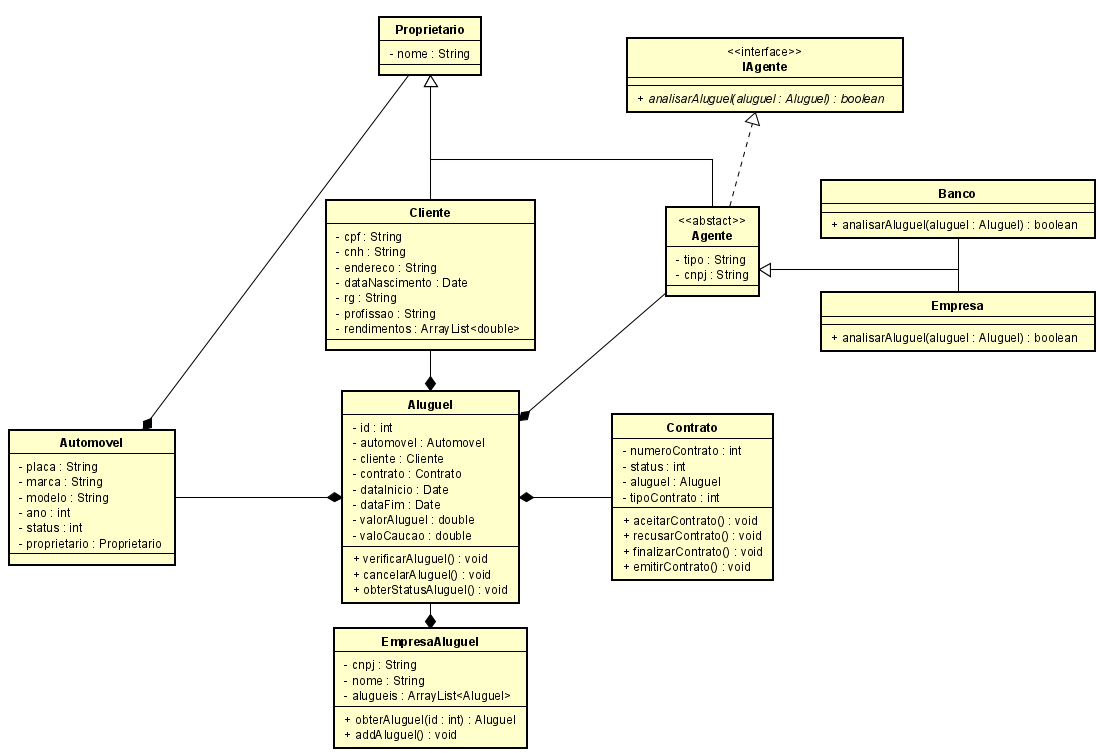 Proprietario
- nome : String
<<interface>>
IAgente
+ analisarAluguel(aluguel : Aluguel) : boolean
Cliente
- cpf : String
- cnh : String
- endereco : String
- dataNascimento : Date
- rg : String
- profissao : String
- rendimentos : ArrayList<double>
<<abstact>>
Agente
- tipo : String
- cnpj : String
Banco
+ analisarAluguel(aluguel : Aluguel) : boolean
Empresa
+ analisarAluguel(aluguel : Aluguel) : boolean
Automovel
- placa : String
- marca : String
- modelo : String
- ano : int
- status : int
- proprietario : Proprietario
Aluguel
- id : int
- automovel : Automovel
- cliente : Cliente
- contrato : Contrato
- dataInicio : Date
- dataFim : Date
- valorAluguel : double
- valoCaucao : double
+ verificarAluguel() : void
+ cancelarAluguel() : void
+ obterStatusAluguel() : void
Contrato
- numeroContrato : int
- status : int
- aluguel : Aluguel
- tipoContrato : int
+ aceitarContrato() : void
+ recusarContrato() : void
+ finalizarContrato() : void
+ emitirContrato() : void
EmpresaAluguel
- cnpj : String
- nome : String
- alugueis : ArrayList<Aluguel>
+ obterAluguel(id : int) : Aluguel
+ addAluguel() : void